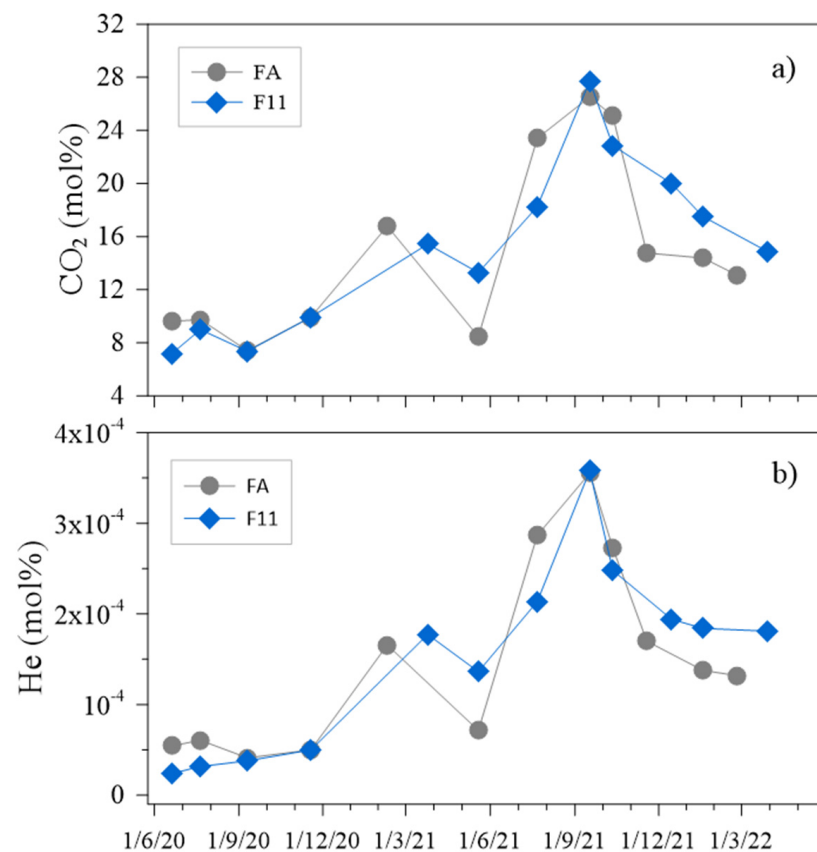 a)
FA
F11
CO₂ (mol%)
32
28
24
20
16
12
8
4
b)
FA
F11
He (mol%)
4x10⁻⁴
3x10⁻⁴
2x10⁻⁴
10⁻⁴
0
1/6/20 1/9/20 1/12/20 1/3/21 1/6/21 1/9/21 1/12/21 1/3/22